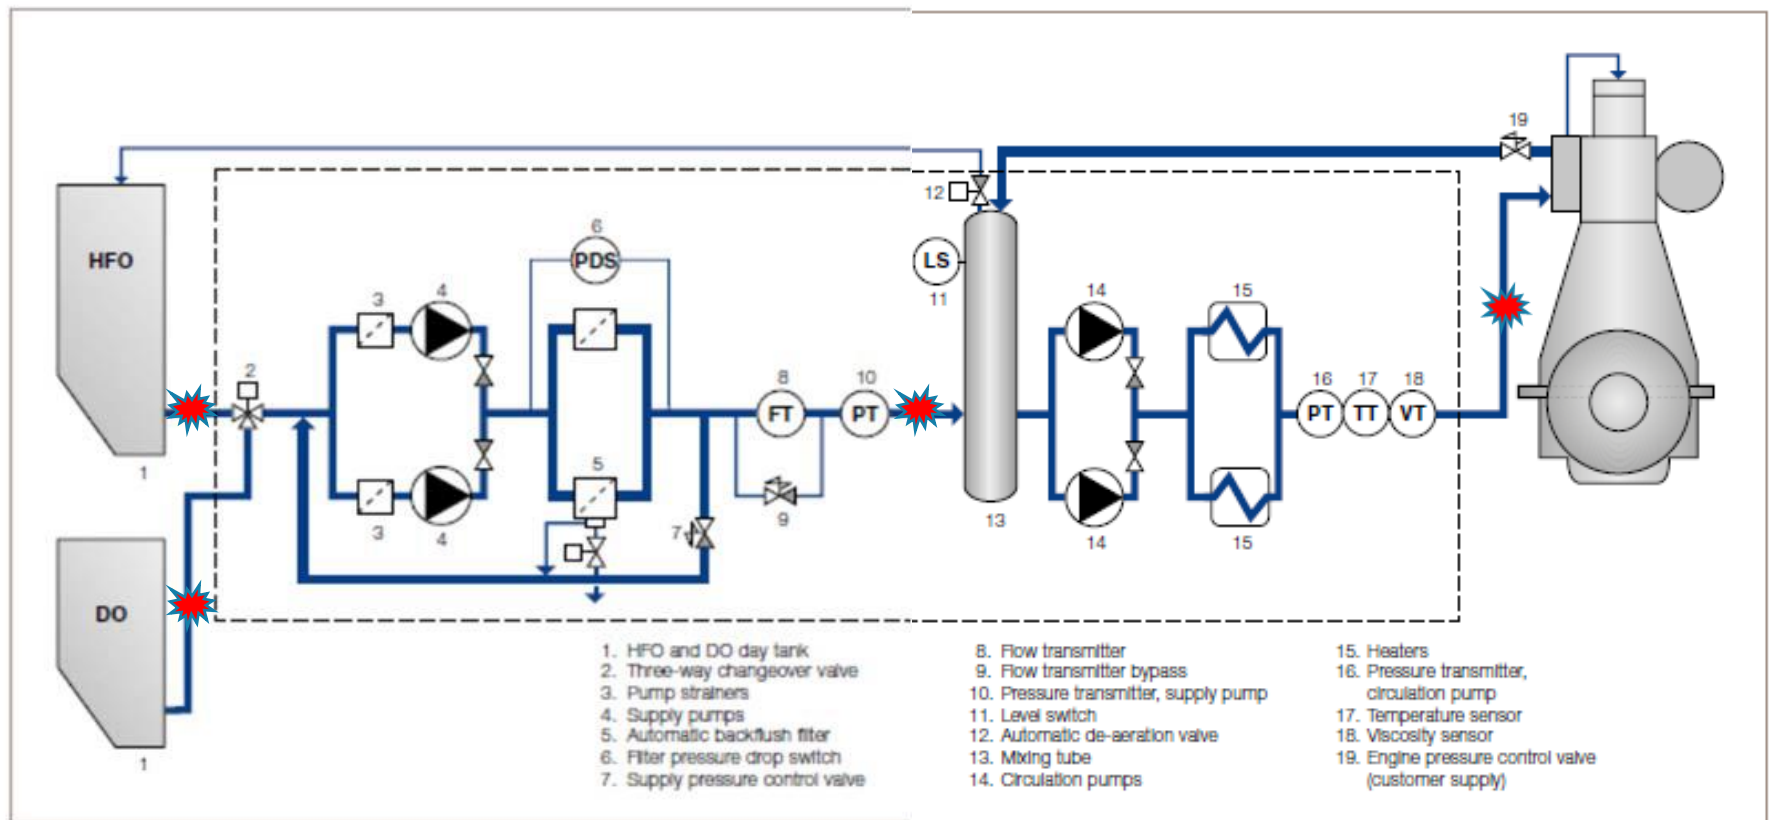 19
12
HFO
6
PDS
LS
11
3
4
14
15
2
8
10
16
17
18
FT
PT
PT
TT
VT
1
5
9
7
13
3
4
14
15
DO
1
1. HFO and DO day tank
2. Three-way changeover valve
3. Pump strainers
4. Supply pumps
5. Automatic backflush filter
6. Filter pressure drop switch
7. Supply pressure control valve
8. Flow transmitter
9. Flow transmitter bypass
10. Pressure transmitter, supply pump
11. Level switch
12. Automatic de-aeration valve
13. Mixing tube
14. Circulation pumps
15. Heaters
16. Pressure transmitter,
circulation pump
17. Temperature sensor
18. Viscosity sensor
19. Engine pressure control valve
(customer supply)